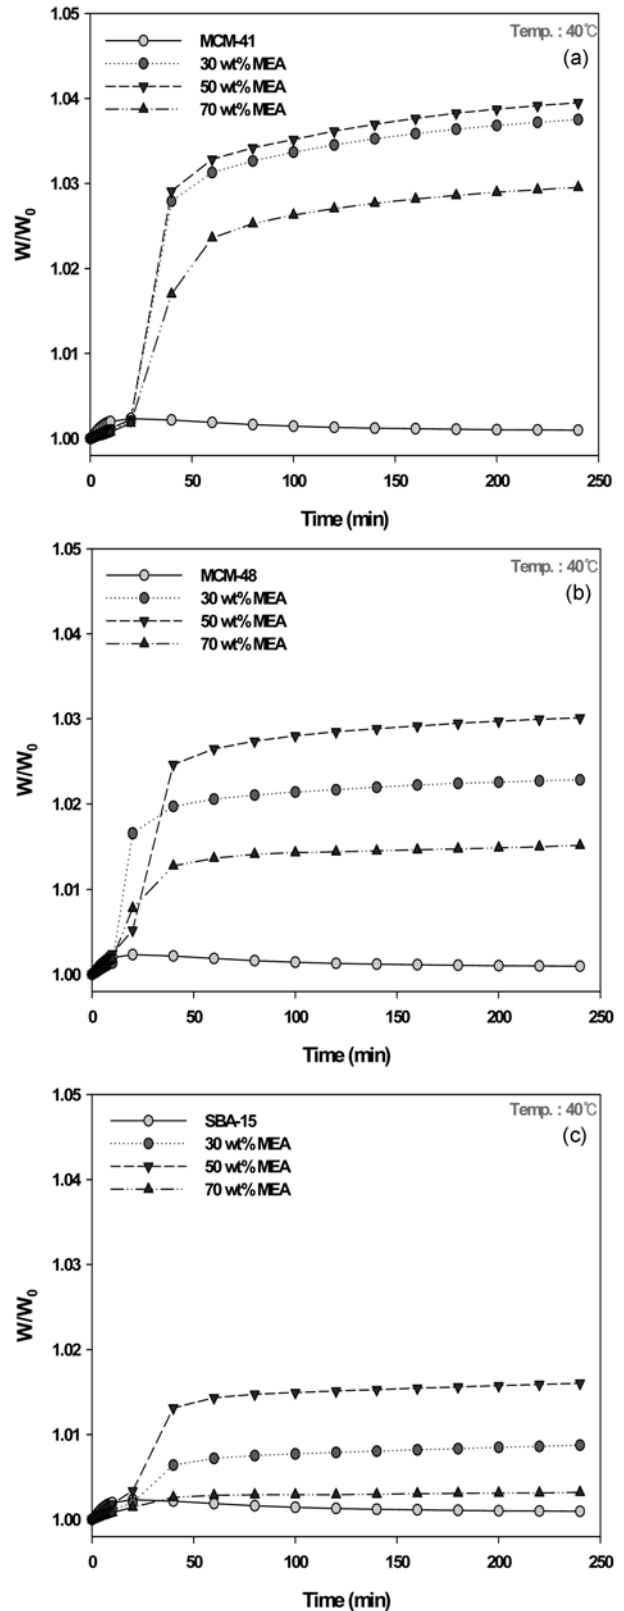 1.05
MCM-41
Temp. : 40℃
30 wt% MEA
(a)
50 wt% MEA
1.04
70 wt% MEA
1.03
W/W₀
1.02
1.01
1.00
0 50 100 150 200 250
Time (min)
1.05
MCM-48
Temp. : 40℃
30 wt% MEA
(b)
50 wt% MEA
1.04
70 wt% MEA
1.03
W/W₀
1.02
1.01
1.00
0 50 100 150 200 250
Time (min)
1.05
SBA-15
Temp. : 40℃
30 wt% MEA
(c)
50 wt% MEA
1.04
70 wt% MEA
1.03
W/W₀
1.02
1.01
1.00
0 50 100 150 200 250
Time (min)